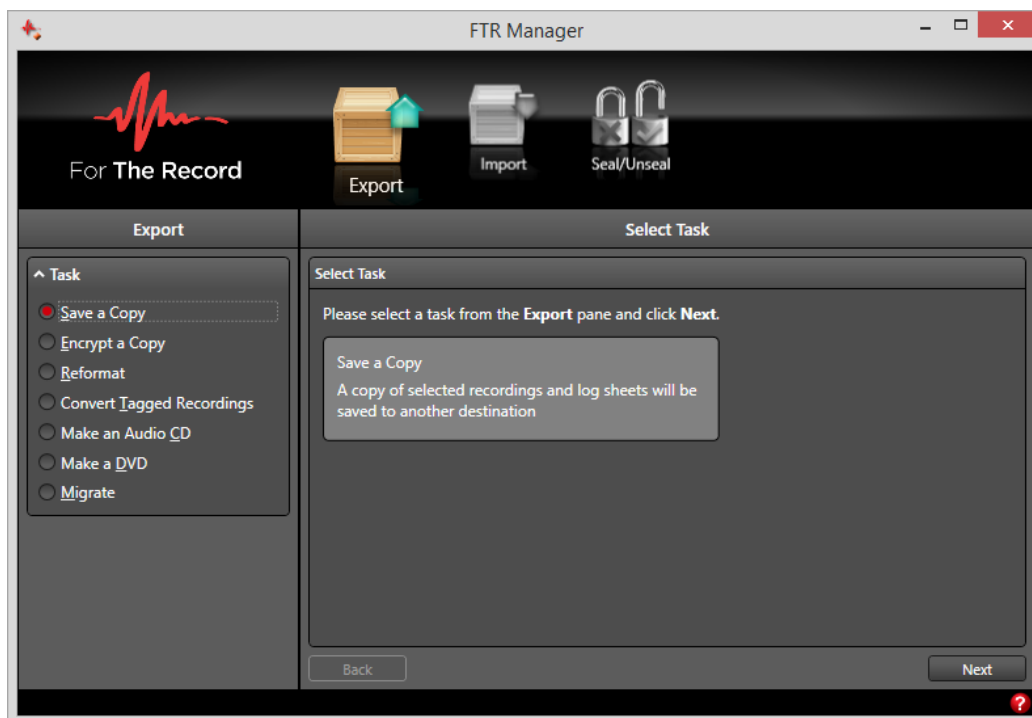 FTR Manager
For The Record
Export
Import
Seal/Unseal
Export
Select Task
Task
Save a Copy
Encrypt a Copy
Reformat
Convert Tagged Recordings
Make an Audio CD
Make a DVD
Migrate
Select Task
Please select a task from the Export pane and click Next.
Save a Copy
A copy of selected recordings and log sheets will be
saved to another destination
Back
Next
?